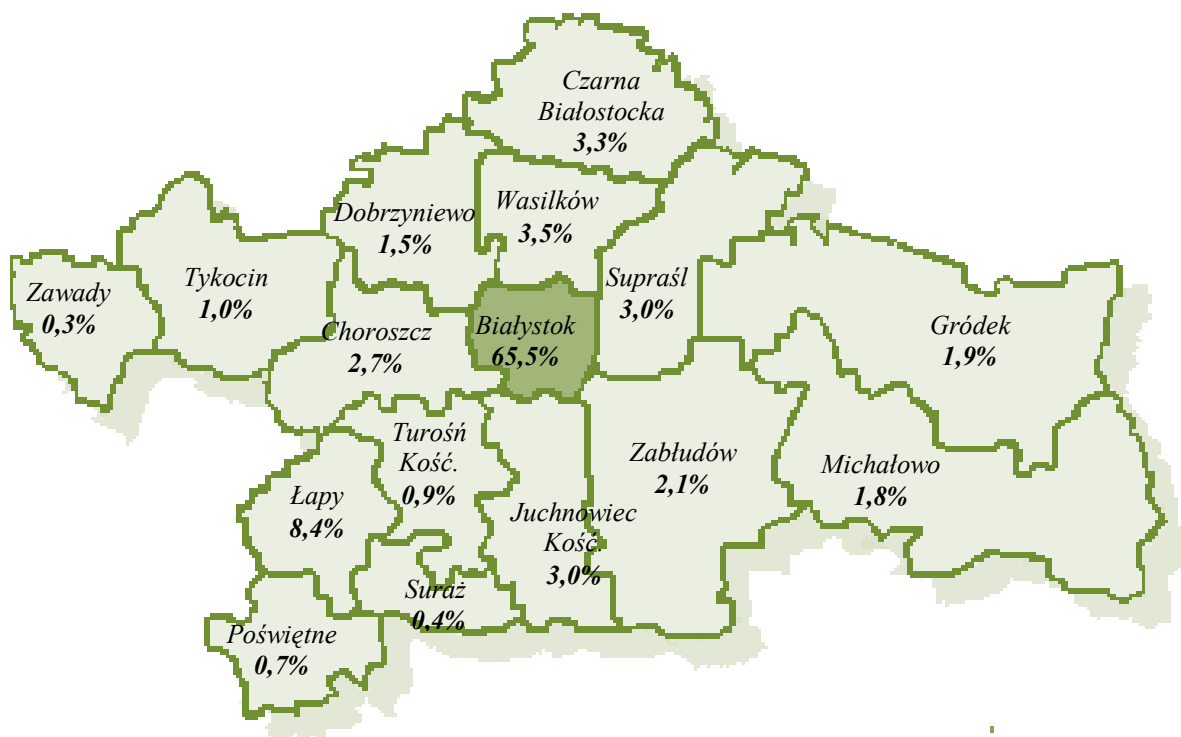 Czarna
Białostocka
3,3%
Dobrzyniewo
1,5%
Wasilków
3,5%
Zawady
0,3%
Tykocin
1,0%
Choroszcz
2,7%
Białystok
65,5%
Supraśl
3,0%
Gródek
1,9%
Turośń
Kość.
0,9%
Łapy
8,4%
Juchnowiec
Kość.
3,0%
Zabłudów
2,1%
Michałowo
1,8%
Suraż
0,4%
Poświętne
0,7%